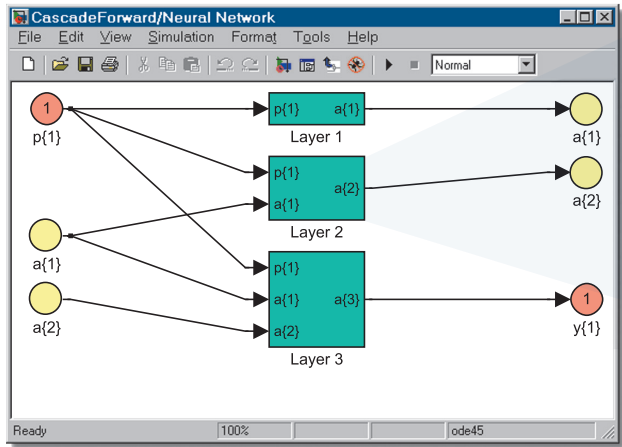 CascadeForward/Neural Network
File Edit View Simulation Format Tools Help
Normal
1
p{1}
p{1} a{1}
Layer 1
a{1}
p{1}
a{1}
a{2}
Layer 2
a{2}
a{1}
p{1}
a{1} a{3}
a{2}
Layer 3
a{2}
1
y{1}
Ready 100% ode45